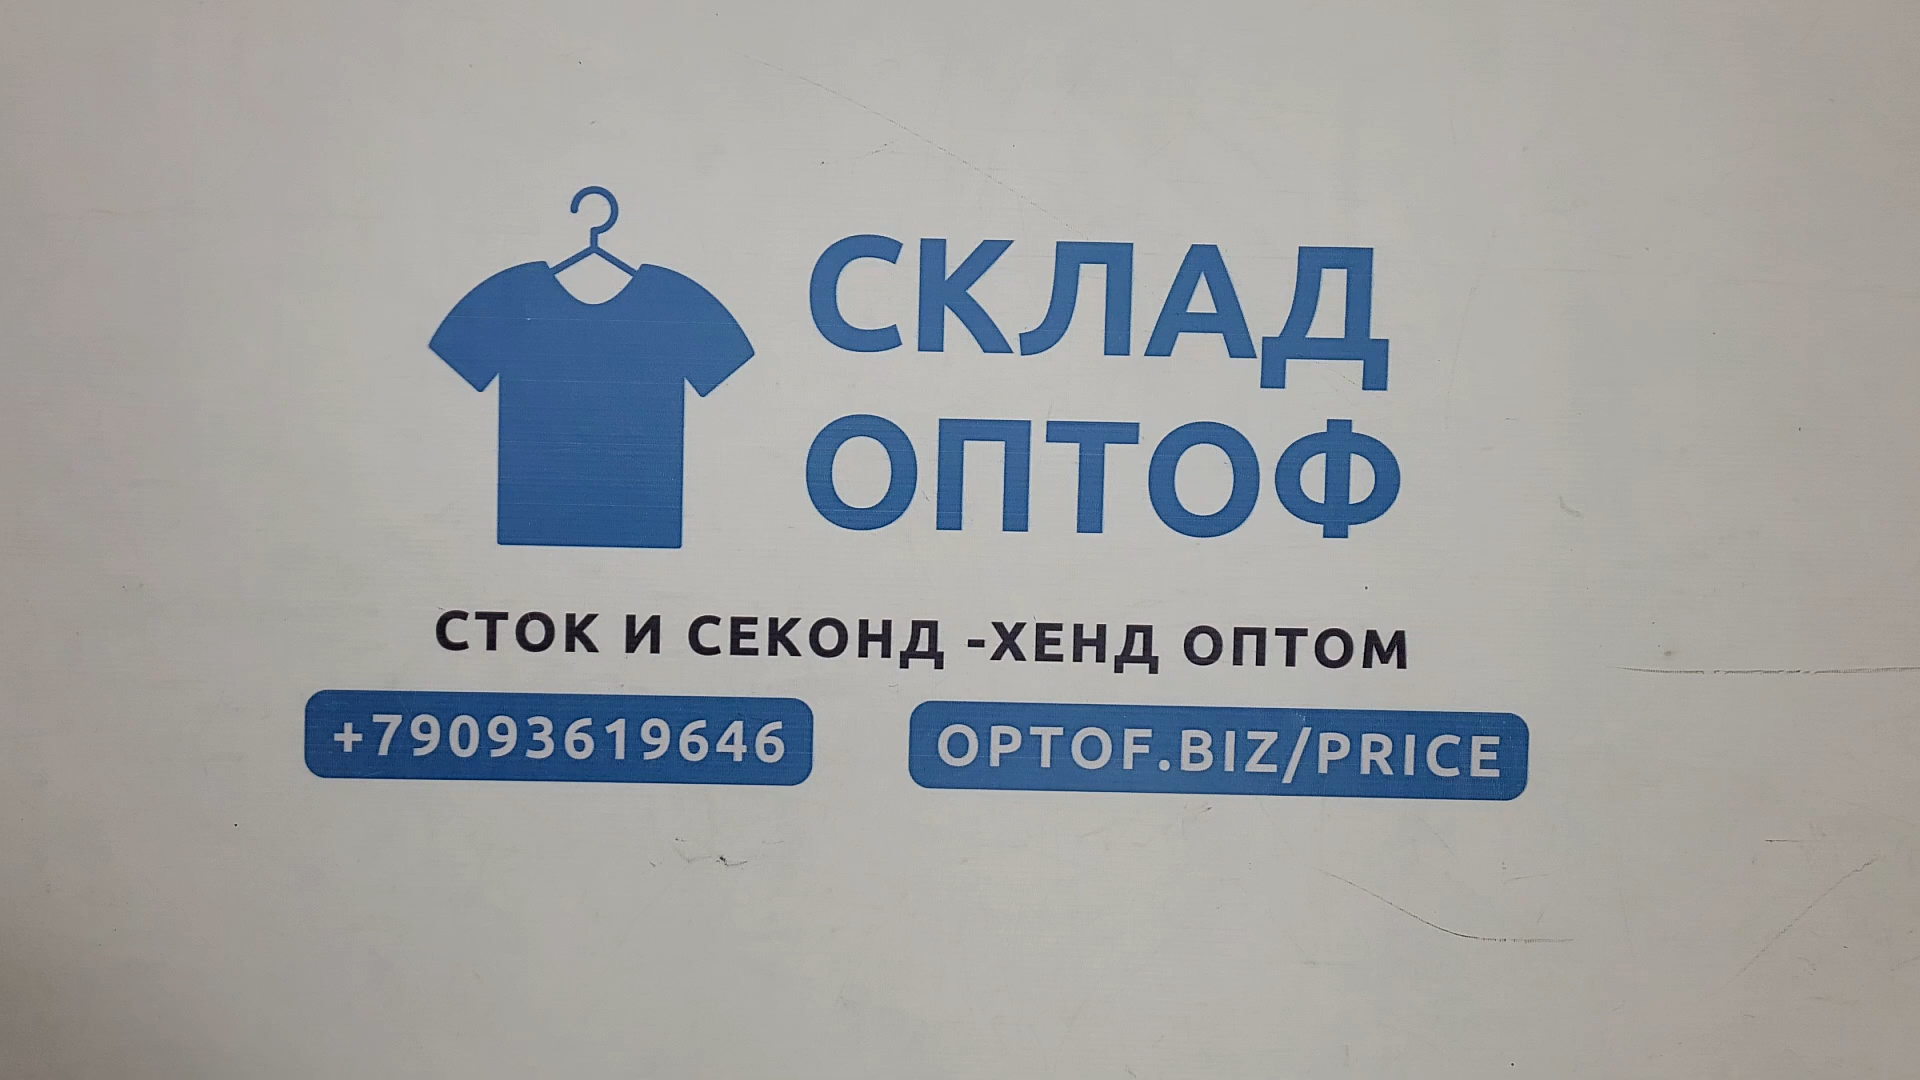 СКЛАД
ОПТОФ
СТОК И СЕКОНД -ХЕНД ОПТОМ
+79093619646
OPTOF.BIZ/PRICE